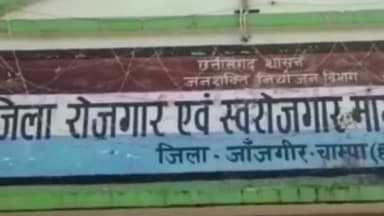 छत्तीसगढ़ शासन
जनशक्ति नियोजन विभाग
जिला रोजगार एवं स्वरोजगार
जिला - जाँजगीर-चाम्पा